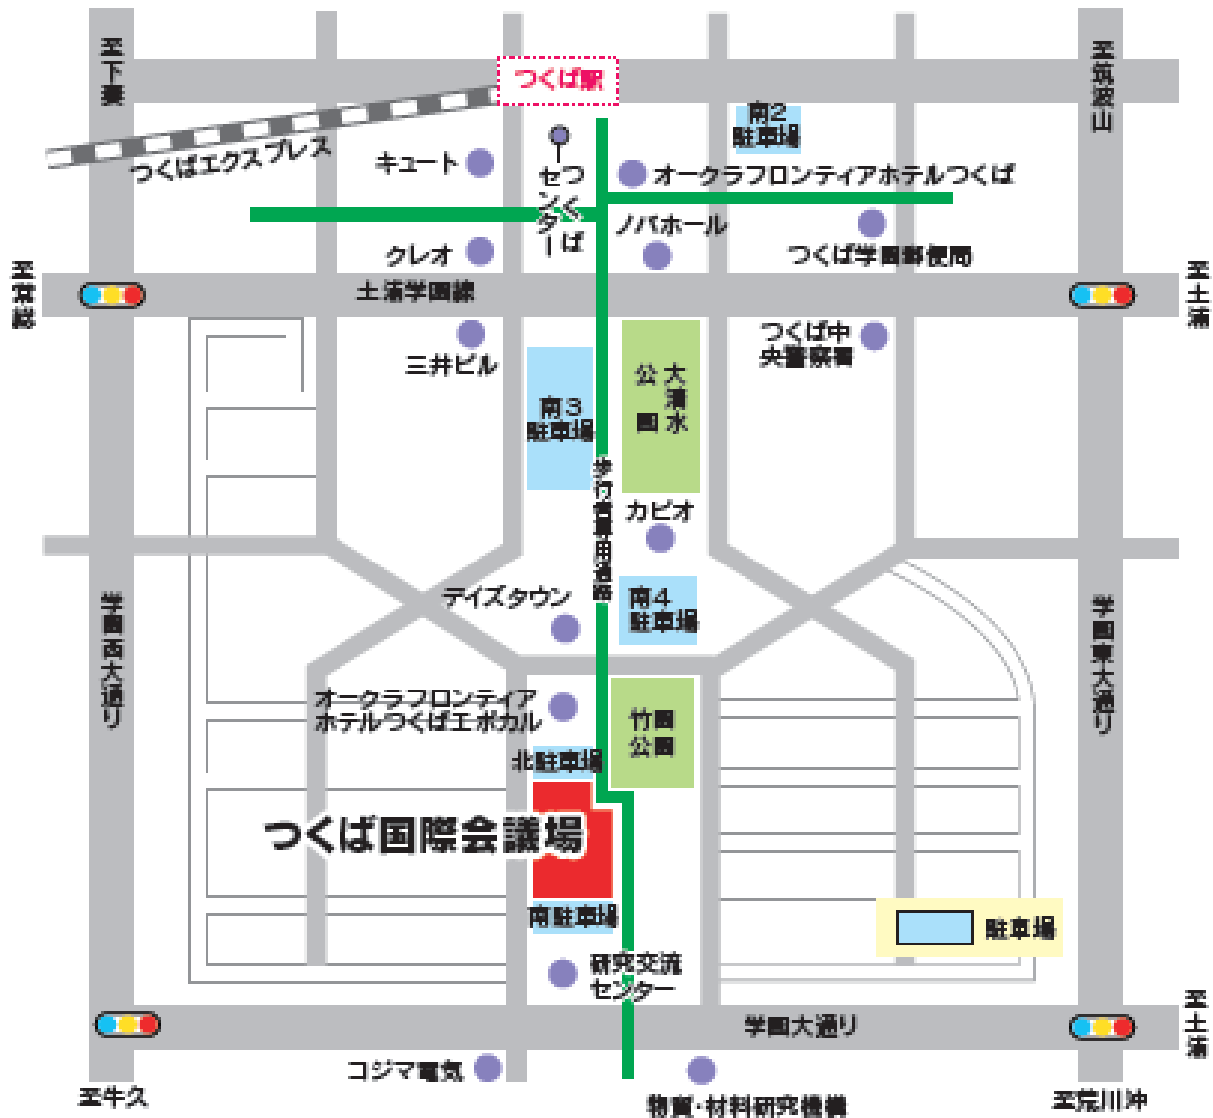 至下妻
つくば駅
至筑波山
南2
駐車場
つくばエクスプレス
キュート
つくば
センター
オークラフロンティアホテルつくば
ノバホール
クレオ
つくば学園郵便局
至常総
土浦学園線
至土浦
三井ビル
つくば中
央警察署
大清水
公園
南3
駐車場
歩行者専用通路
カピオ
デイズタウン
南4
駐車場
学園西大通り
学園東大通り
オークラフロンティア
ホテルつくばエポカル
竹園
公園
北駐車場
つくば国際会議場
南駐車場
駐車場
研究交流
センター
学園大通り
至土浦
コジマ電気
至牛久
物質・材料研究機構
至荒川沖